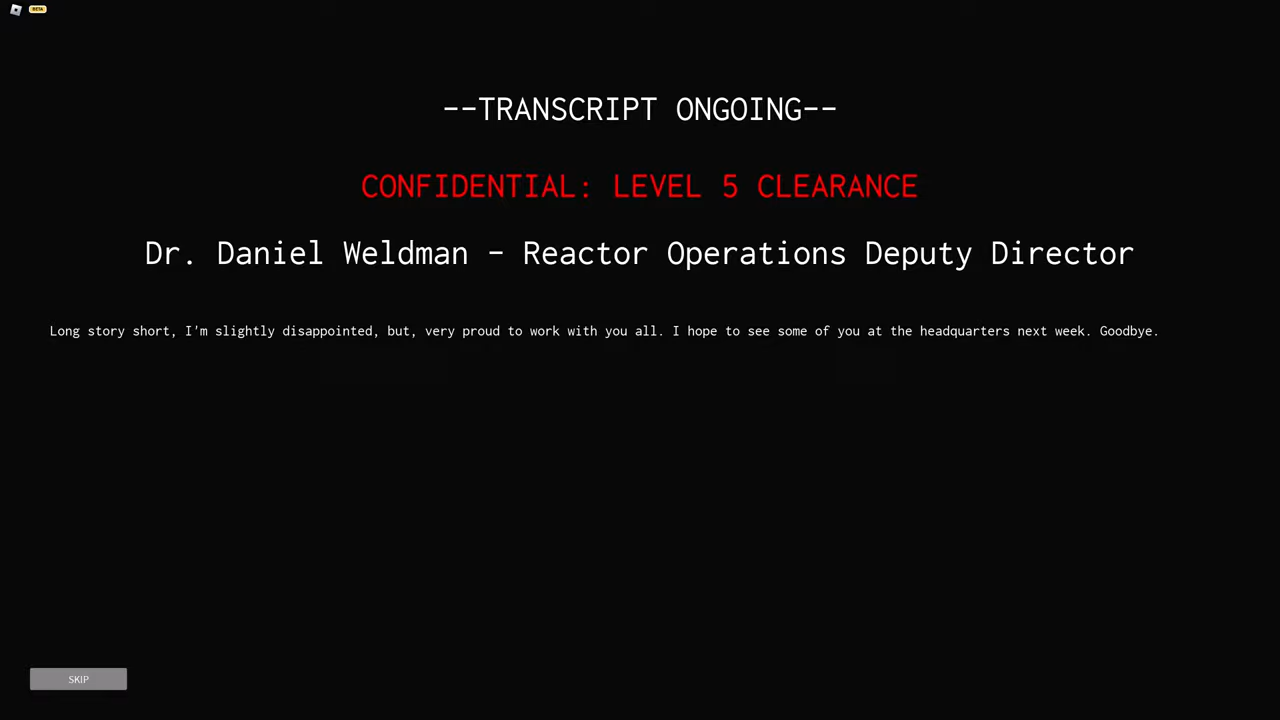 BETA
--TRANSCRIPT ONGOING--
CONFIDENTIAL: LEVEL 5 CLEARANCE
Dr. Daniel Weldman - Reactor Operations Deputy Director
Long story short, I'm slightly disappointed, but, very proud to work with you all. I hope to see some of you at the headquarters next week. Goodbye.
SKIP